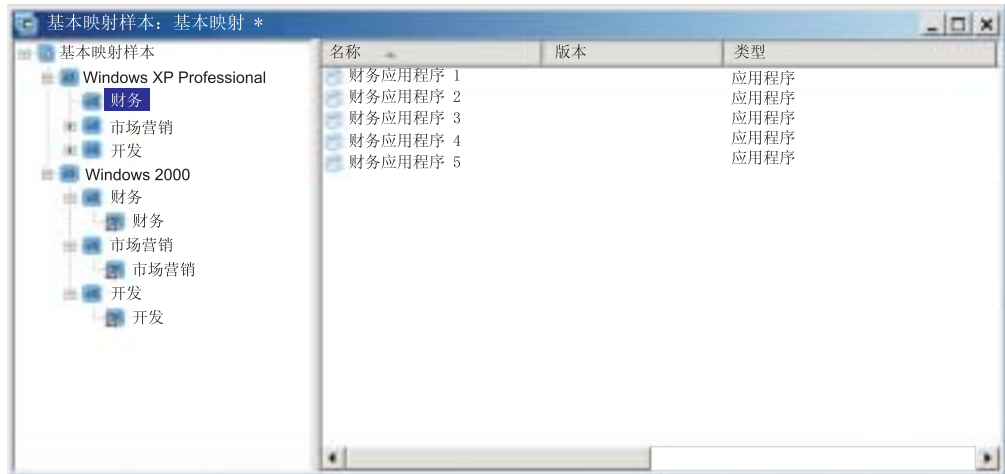 基本映射样本：基本映射 *
基本映射样本
Windows XP Professional
财务
市场营销
开发
Windows 2000
财务
财务
市场营销
市场营销
开发
开发
名称 版本 类型
财务应用程序 1 应用程序
财务应用程序 2 应用程序
财务应用程序 3 应用程序
财务应用程序 4 应用程序
财务应用程序 5 应用程序